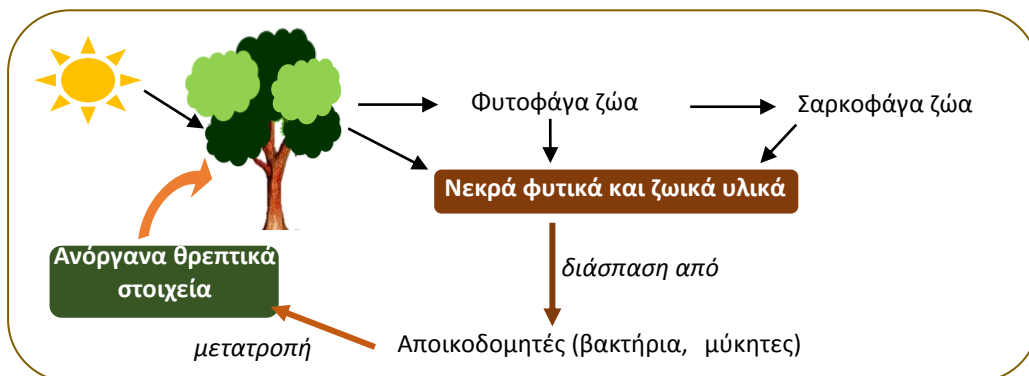 Φυτοφάγα ζώα
Σαρκοφάγα ζώα
Νεκρά φυτικά και ζωικά υλικά
Ανόργανα θρεπτικά
στοιχεία
διάσπαση από
μετατροπή
Αποικοδομητές (βακτήρια, μύκητες)